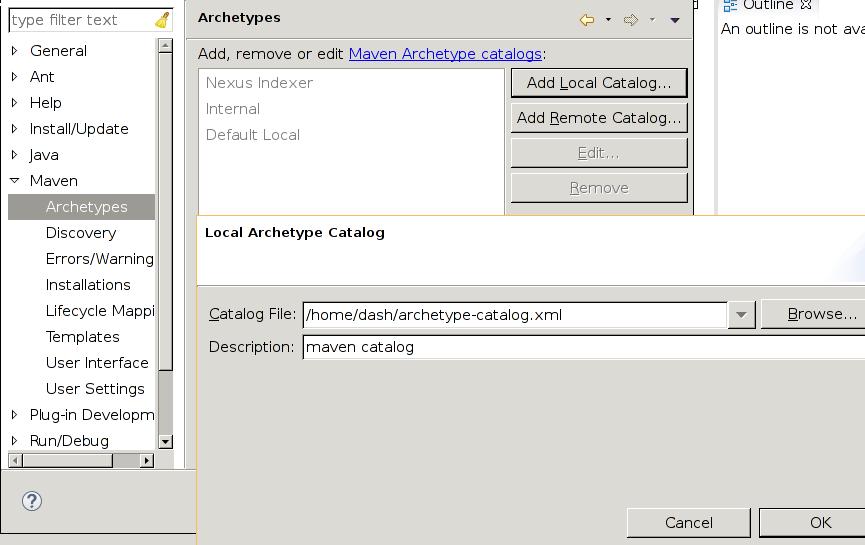 type filter text
General
Ant
Help
Install/Update
Java
Maven
Archetypes
Discovery
Errors/Warning
Installations
Lifecycle Mappi
Templates
User Interface
User Settings
Plug-in Developm
Run/Debug
Archetypes
Add, remove or edit Maven Archetype catalogs:
Nexus Indexer
Internal
Default Local
Add Local Catalog...
Add Remote Catalog...
Edit...
Remove
Outline
An outline is not ava
Local Archetype Catalog
Catalog File: /home/dash/archetype-catalog.xml Browse...
Description: maven catalog
Cancel OK